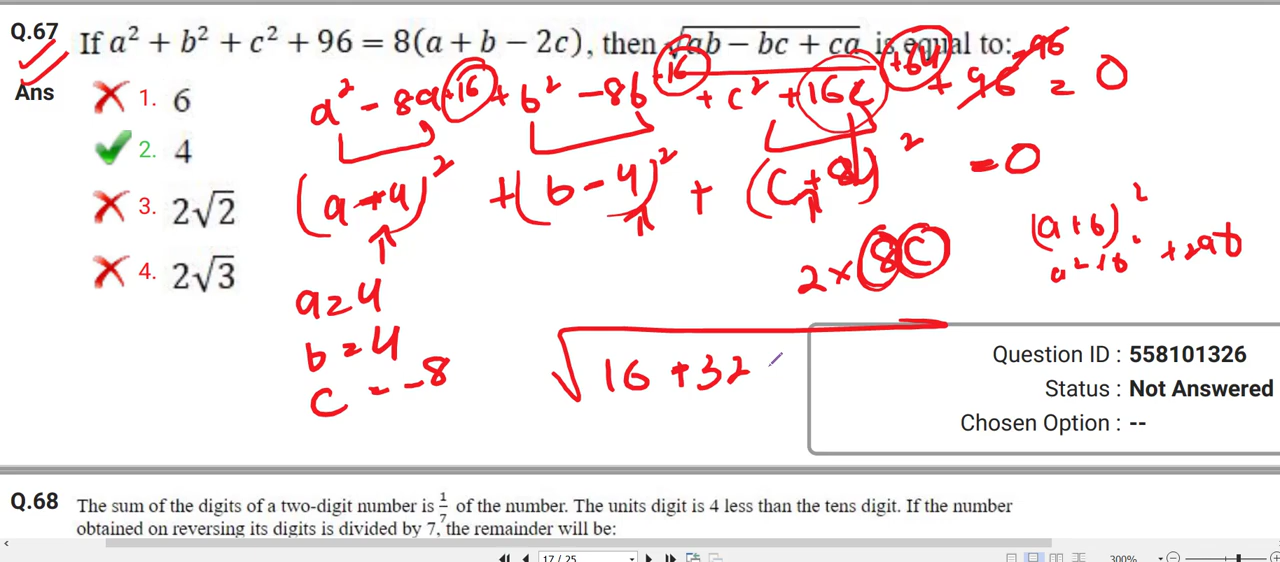 Q.67 If a² + b² + c² + 96 = 8(a + b − 2c), then √ab − bc + ca is equal to:
Ans
1. 6
2. 4
3. 2√2
4. 2√3
a² − 8a +16 + b² − 8b +16 + c² + 16c +64 + 96 −96 = 0
(a − 4)² + (b − 4)² + (c + 8)² = 0
2 × 8c
(a + b)²
a² + b² + 2ab
a = 4
b = 4
c = −8
√16 + 32
Question ID : 558101326
Status : Not Answered
Chosen Option : --
Q.68 The sum of the digits of a two-digit number is 1/7 of the number. The units digit is 4 less than the tens digit. If the number
obtained on reversing its digits is divided by 7, the remainder will be:
17 / 25
300%